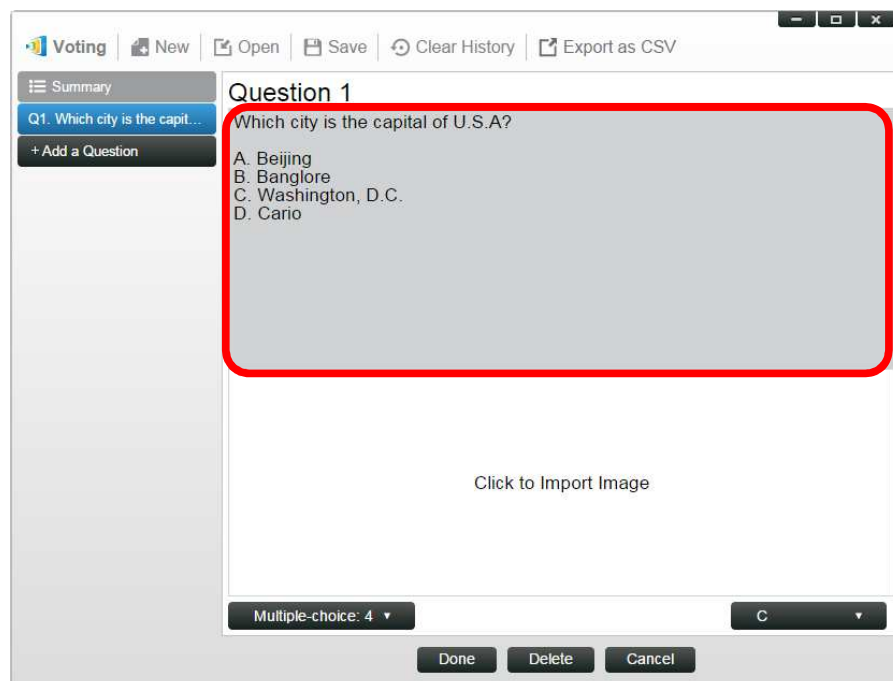 Voting New Open Save Clear History Export as CSV
Summary
Q1. Which city is the capit...
+ Add a Question
Question 1
Which city is the capital of U.S.A?
A. Beijing
B. Banglore
C. Washington, D.C.
D. Cario
Click to Import Image
Multiple-choice: 4 C
Done Delete Cancel